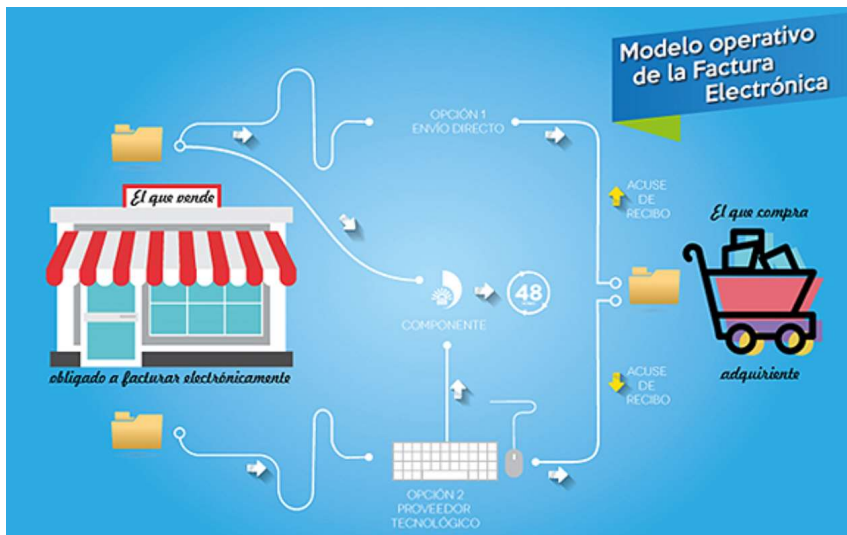 Modelo operativo
de la Factura
Electrónica
OPCIÓN 1
ENVÍO DIRECTO
El que vende
ACUSE
DE
RECIBO
El que compra
48
COMPONENTE
obligado a facturar electrónicamente
ACUSE
DE
RECIBO
adquiriente
OPCIÓN 2
PROVEEDOR
TECNOLÓGICO